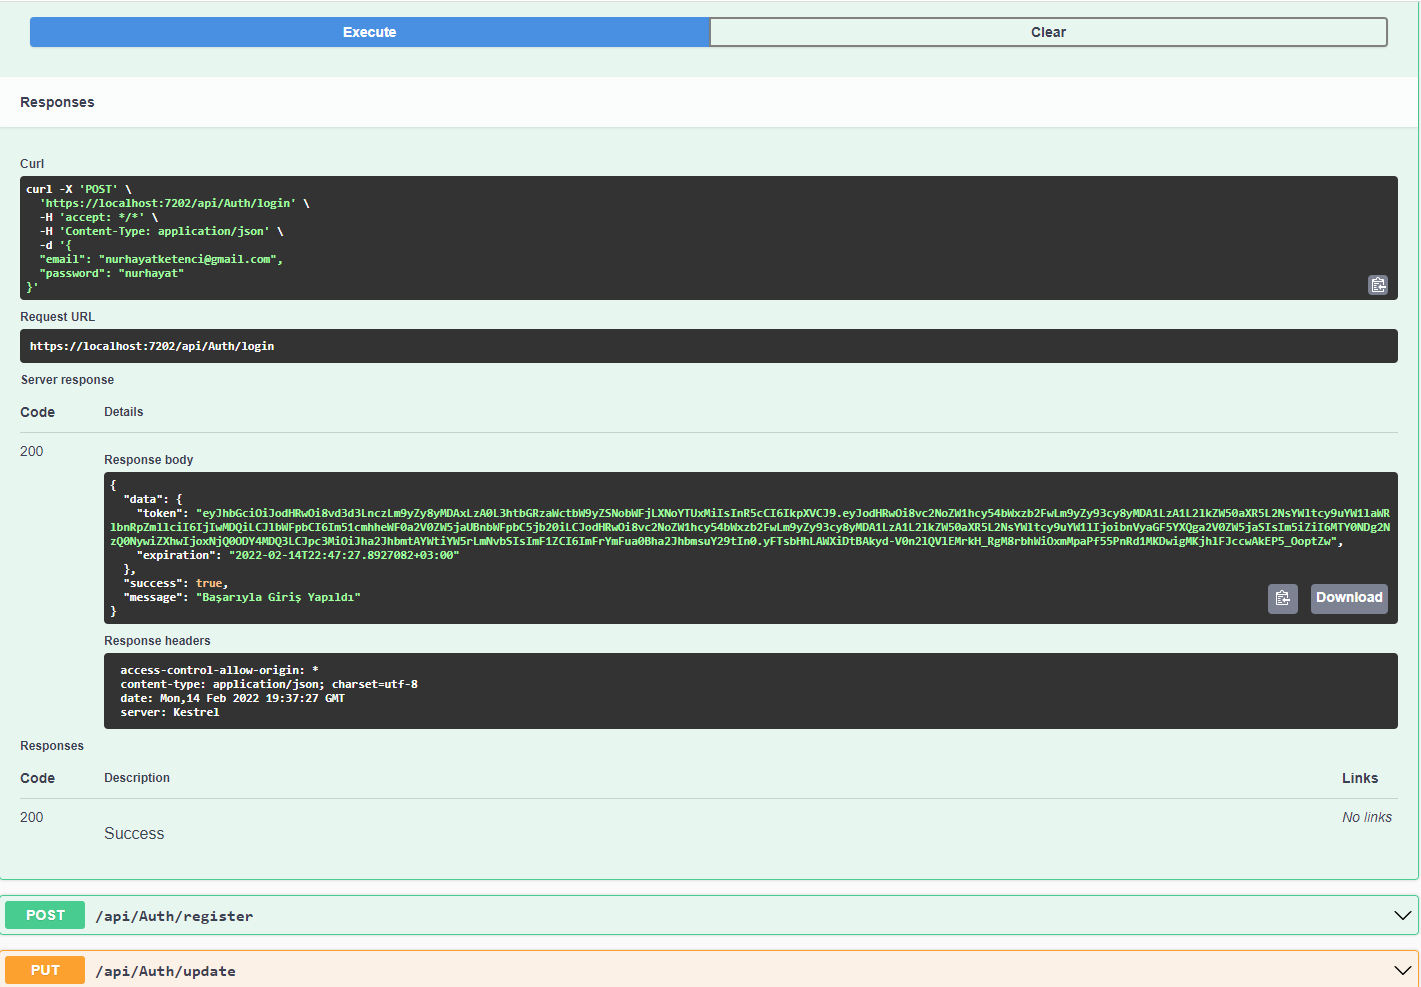 Execute
Clear
Responses
Curl
curl -X 'POST' \
'https://localhost:7202/api/Auth/login' \
-H 'accept: */*' \
-H 'Content-Type: application/json' \
-d '{
"email": "nurhayatketenci@gmail.com",
"password": "nurhayat"
}'
Request URL
https://localhost:7202/api/Auth/login
Server response
Code Details
200
Response body
{
"data": {
"token":
"expiration": "2022-02-14T22:47:27.8927082+03:00"
},
"success": true,
"message": "Başarıyla Giriş Yapıldı"
}
Download
Response headers
access-control-allow-origin: *
content-type: application/json; charset=utf-8
date: Mon,14 Feb 2022 19:37:27 GMT
server: Kestrel
Responses
Code Description Links
200 No links
Success
POST /api/Auth/register
PUT /api/Auth/update